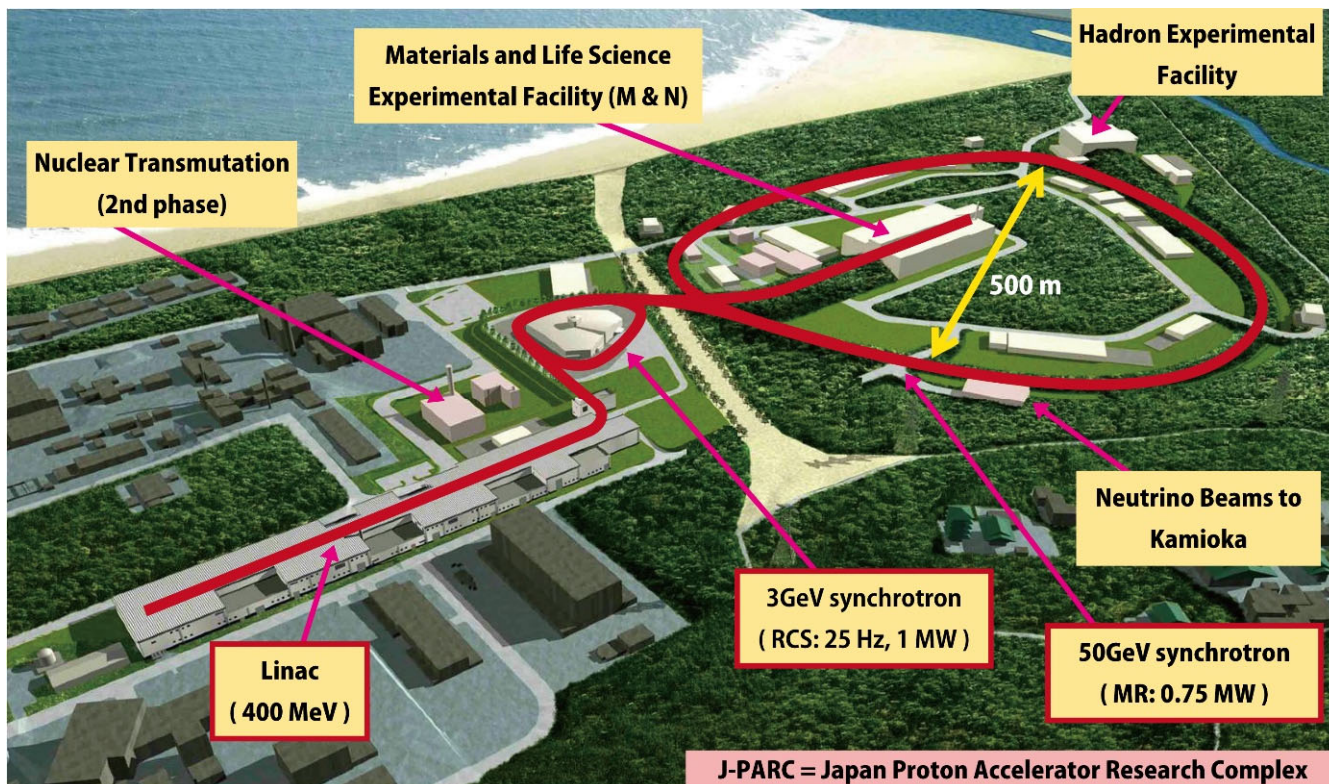 Materials and Life Science
Experimental Facility (M & N)
Hadron Experimental
Facility
Nuclear Transmutation
(2nd phase)
500 m
Neutrino Beams to
Kamioka
3GeV synchrotron
( RCS: 25 Hz, 1 MW )
50GeV synchrotron
( MR: 0.75 MW )
Linac
( 400 MeV )
J-PARC = Japan Proton Accelerator Research Complex